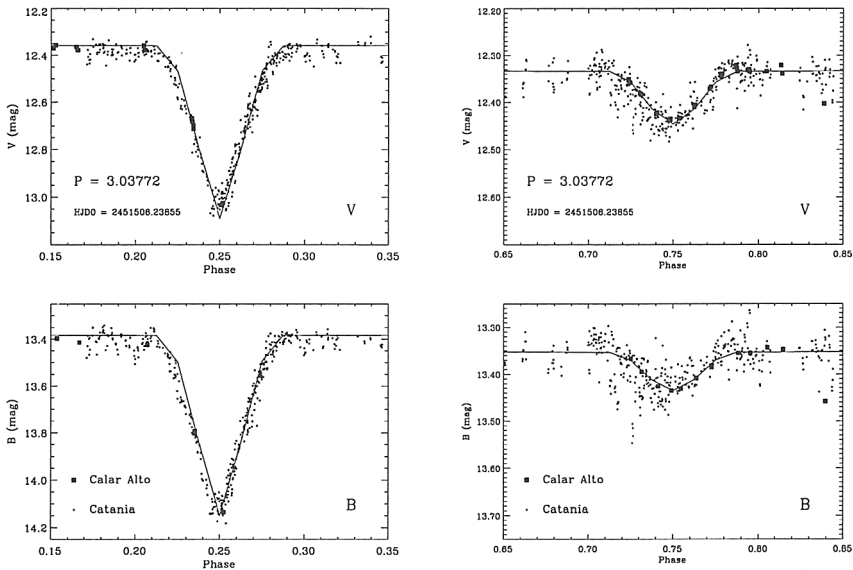 12.2
12.4
12.6
12.8
13.0
V (mag)
P = 3.03772
HJD0 = 2451506.23855
V
0.15 0.20 0.25 0.30 0.35
Phase
12.20
12.30
12.40
12.50
12.60
V (mag)
P = 3.03772
HJD0 = 2451506.23855
V
0.65 0.70 0.75 0.80 0.85
Phase
13.4
13.6
13.8
14.0
14.2
B (mag)
Calar Alto
Catania
B
0.15 0.20 0.25 0.30 0.35
Phase
13.30
13.40
13.50
13.60
13.70
B (mag)
Calar Alto
Catania
B
0.65 0.70 0.75 0.80 0.85
Phase